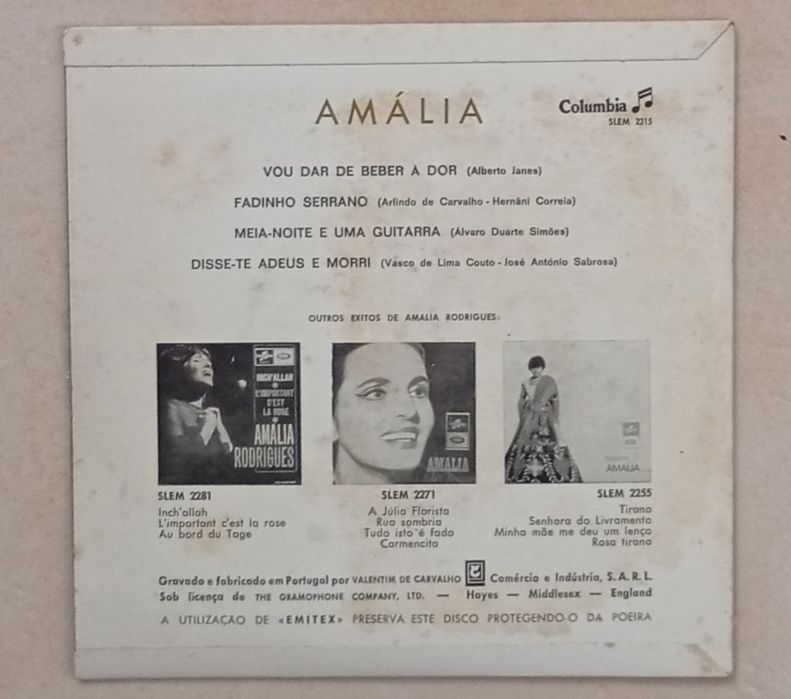 AMÁLIA
Columbia
SLEM 2315
VOU DAR DE BEBER À DOR (Alberto Janes)
FADINHO SERRANO (Arlindo de Carvalho - Hernâni Correia)
MEIA-NOITE E UMA GUITARRA (Álvaro Duarte Simões)
DISSE-TE ADEUS E MORRI (Vasco de Lima Couto - José António Sabrosa)
OUTROS EXITOS DE AMALIA RODRIGUES:
INCH'ALLAH
L'IMPORTANT
C'EST
LA ROSE
AMÁLIA
RODRIGUES
AMALIA
AMALIA
SLEM 2281
Inch'allah
L'important c'est la rose
Au bord du Tage
SLEM 2271
A Júlia Florista
Rua sombria
Tudo isto é fado
Carmencita
SLEM 2255
Tirana
Senhora do Livramento
Minha mãe me deu um lenço
Rosa tirana
Gravado e fabricado em Portugal por VALENTIM DE CARVALHO Comércio e Indústria, S. A. R. L.
Sob licença de THE GRAMOPHONE COMPANY, LTD. — Hayes — Middlesex — England
A UTILIZAÇÃO DE «EMITEX» PRESERVA ESTE DISCO PROTEGENDO-O DA POEIRA